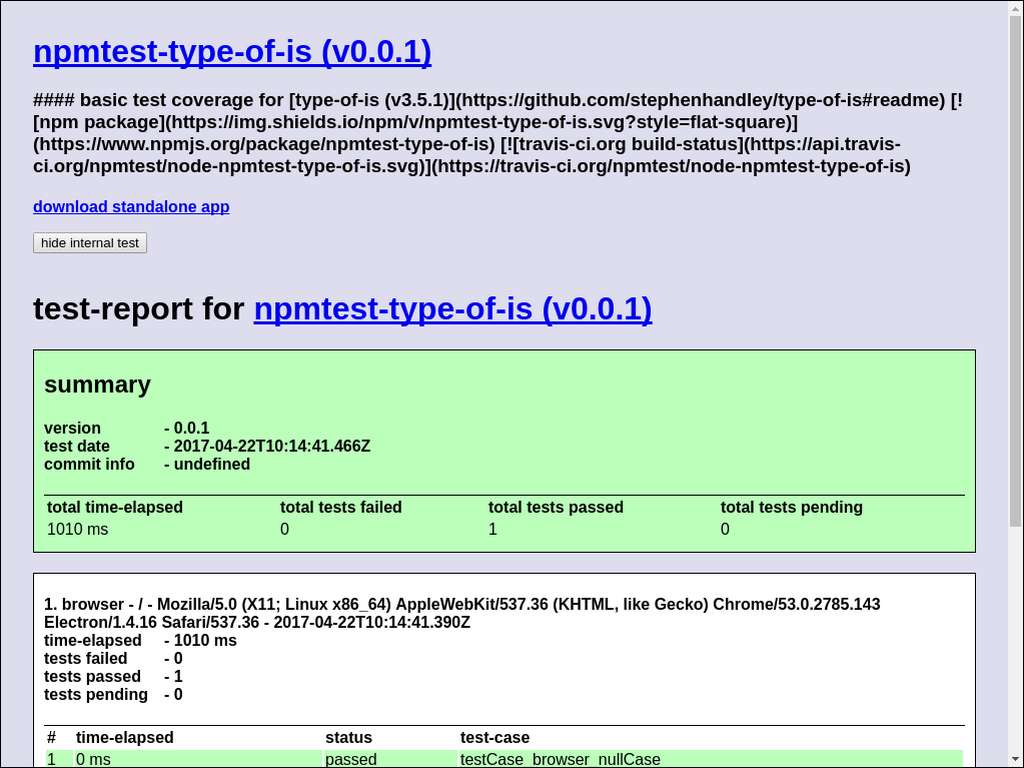 npmtest-type-of-is (v0.0.1)
#### basic test coverage for [type-of-is (v3.5.1)](https://github.com/stephenhandley/type-of-is#readme) [!
[npm package](https://img.shields.io/npm/v/npmtest-type-of-is.svg?style=flat-square)]
(https://www.npmjs.org/package/npmtest-type-of-is) [![travis-ci.org build-status](https://api.travis-
ci.org/npmtest/node-npmtest-type-of-is.svg)](https://travis-ci.org/npmtest/node-npmtest-type-of-is)
download standalone app
hide internal test
test-report for npmtest-type-of-is (v0.0.1)
summary
version - 0.0.1
test date - 2017-04-22T10:14:41.466Z
commit info - undefined
total time-elapsed total tests failed total tests passed total tests pending
1010 ms 0 1 0
1. browser - / - Mozilla/5.0 (X11; Linux x86_64) AppleWebKit/537.36 (KHTML, like Gecko) Chrome/53.0.2785.143
Electron/1.4.16 Safari/537.36 - 2017-04-22T10:14:41.390Z
time-elapsed - 1010 ms
tests failed - 0
tests passed - 1
tests pending - 0
# time-elapsed status test-case
1 0 ms passed testCase_browser_nullCase